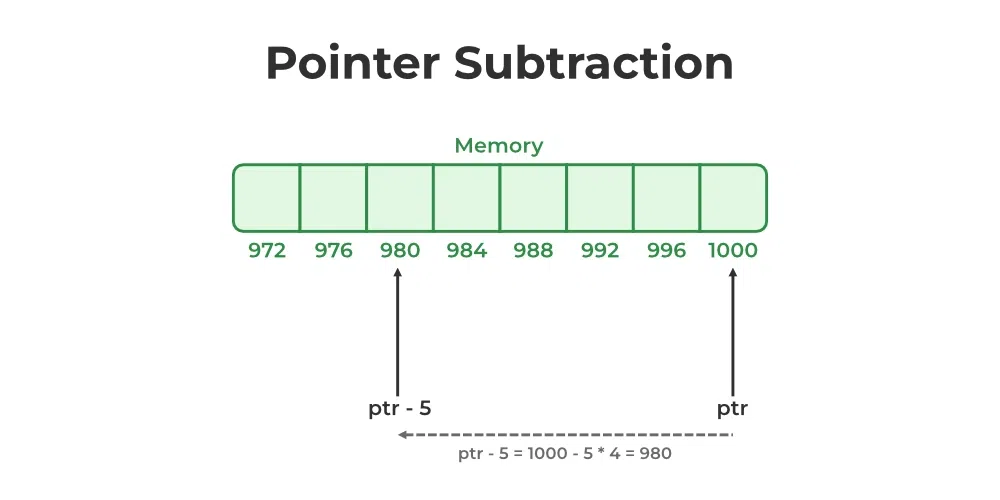 Pointer Subtraction
Memory
972 976 980 984 988 992 996 1000
ptr - 5 ptr
ptr - 5 = 1000 - 5 * 4 = 980